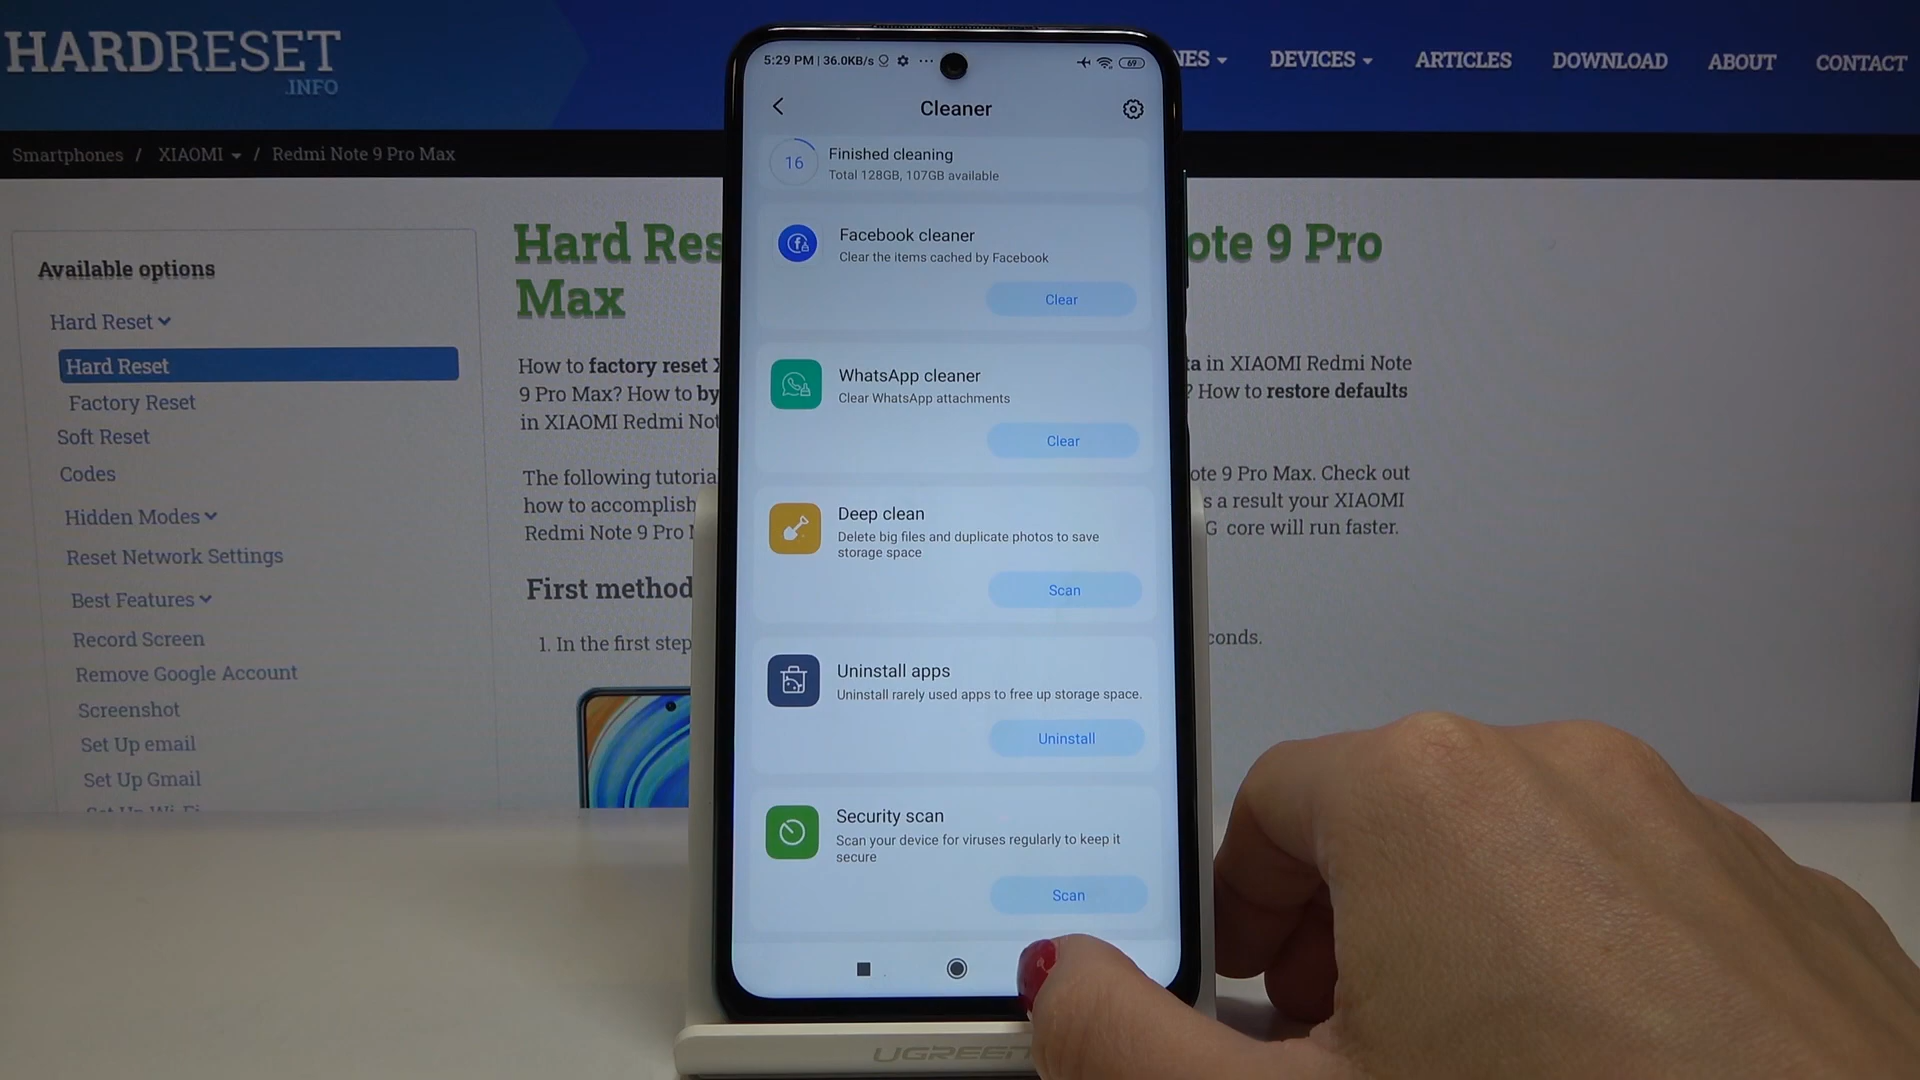 HARDRESET
.INFO
DEVICES
ARTICLES
DOWNLOAD
ABOUT
CONTACT
Smartphones / XIAOMI / Redmi Note 9 Pro Max
Available options
Hard Reset
Hard Reset
Factory Reset
Soft Reset
Codes
Hidden Modes
Reset Network Settings
Best Features
Record Screen
Remove Google Account
Screenshot
Set Up email
Set Up Gmail
Set Up Wi-Fi
Hard Res
ote 9 Pro
Max
How to factory reset
in XIAOMI Redmi Note
9 Pro Max? How to by
? How to restore defaults
in XIAOMI Redmi Not
The following tutoria
ote 9 Pro Max. Check out
how to accomplish
s a result your XIAOMI
Redmi Note 9 Pro
G core will run faster.
First method
1. In the first step
conds.
5:29 PM | 36.0KB/s
69
Cleaner
16
Finished cleaning
Total 128GB, 107GB available
Facebook cleaner
Clear the items cached by Facebook
Clear
WhatsApp cleaner
Clear WhatsApp attachments
Clear
Deep clean
Delete big files and duplicate photos to save
storage space
Scan
Uninstall apps
Uninstall rarely used apps to free up storage space.
Uninstall
Security scan
Scan your device for viruses regularly to keep it
secure
Scan
UGREEN